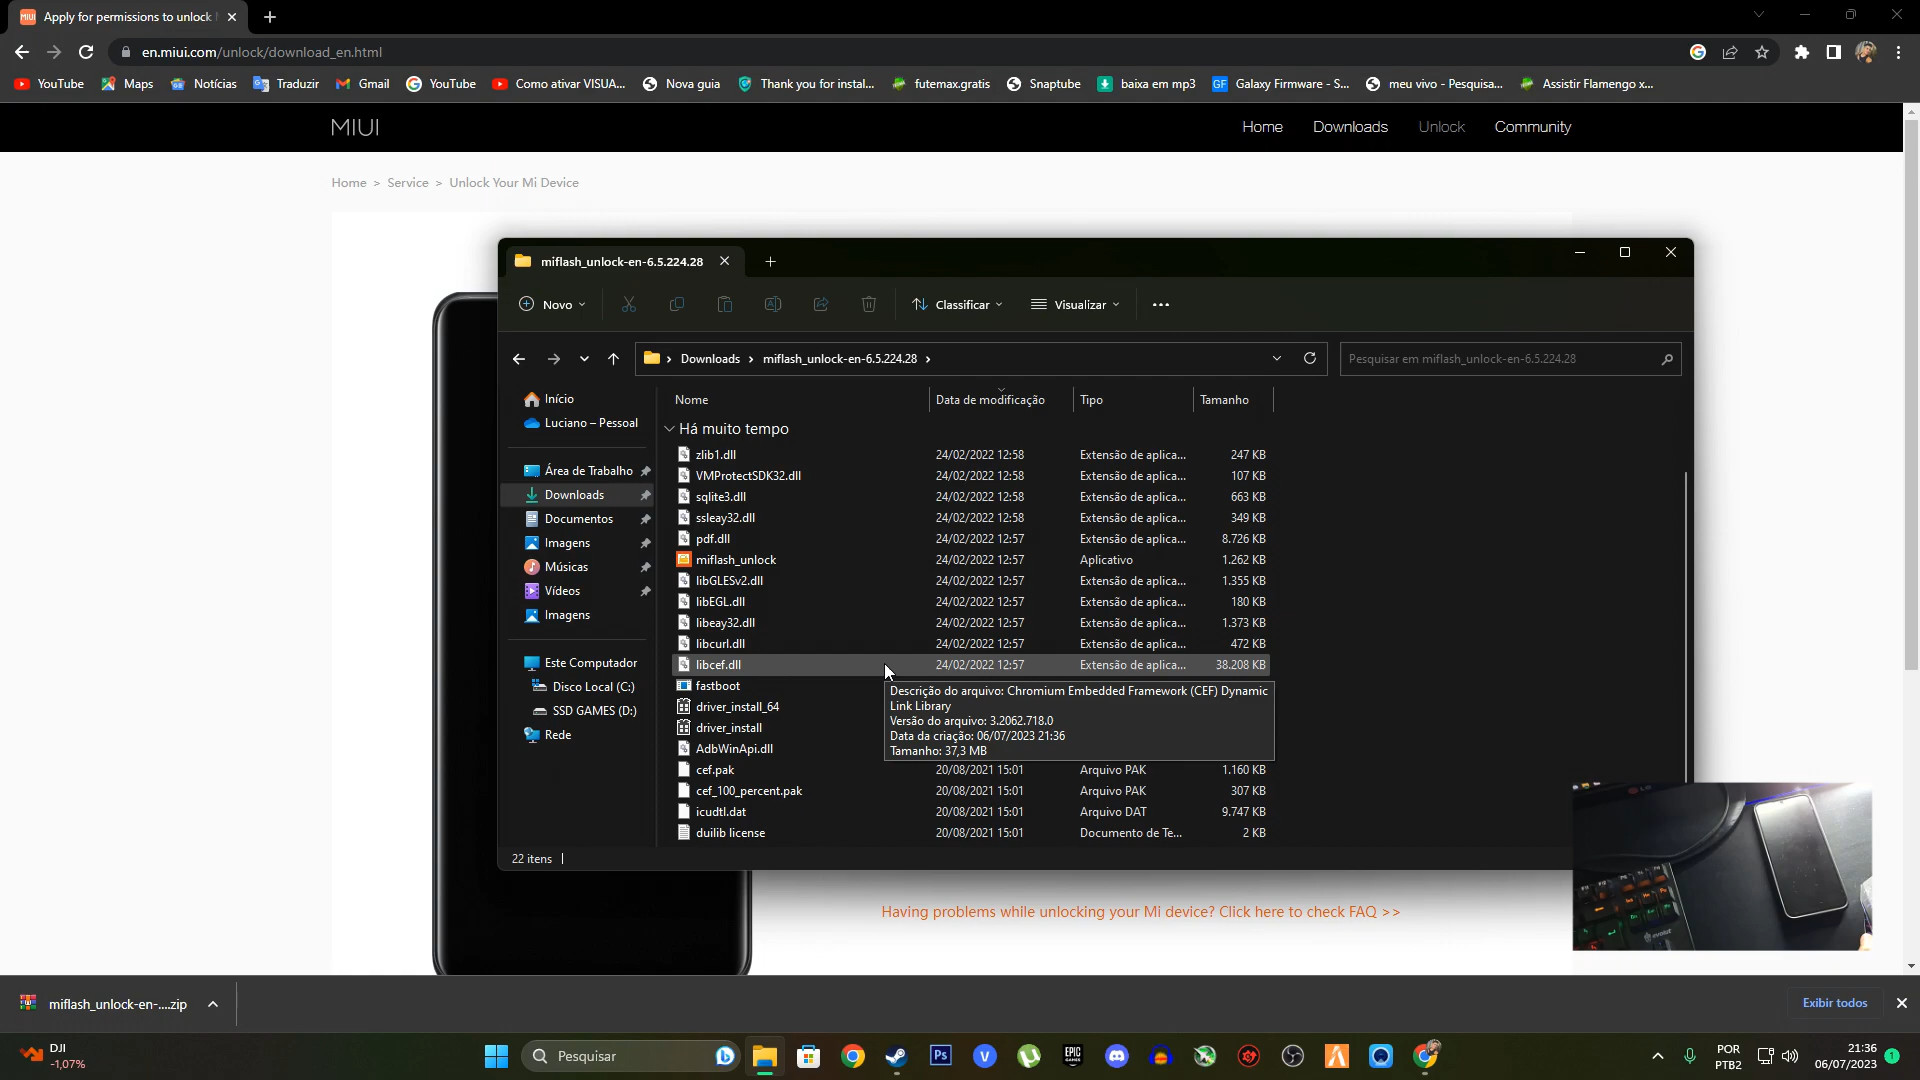 Apply for permissions to unlock
en.miui.com/unlock/download_en.html
YouTube
Maps
Notícias
Traduzir
Gmail
YouTube
Como ativar VISUA...
Nova guia
Thank you for instal...
futemax.gratis
Snaptube
baixa em mp3
Galaxy Firmware - S...
meu vivo - Pesquisa...
Assistir Flamengo x...
MIUI
Home
Downloads
Unlock
Community
Home > Service > Unlock Your Mi Device
miflash_unlock-en-6.5.224.28
Novo
Classificar
Visualizar
Downloads > miflash_unlock-en-6.5.224.28 >
Pesquisar em miflash_unlock-en-6.5.224.28
Início
Luciano – Pessoal
Área de Trabalho
Downloads
Documentos
Imagens
Músicas
Vídeos
Imagens
Este Computador
Disco Local (C:)
SSD GAMES (D:)
Rede
Nome Data de modificação Tipo Tamanho
Há muito tempo
zlib1.dll 24/02/2022 12:58 Extensão de aplica... 247 KB
VMProtectSDK32.dll 24/02/2022 12:58 Extensão de aplica... 107 KB
sqlite3.dll 24/02/2022 12:58 Extensão de aplica... 663 KB
ssleay32.dll 24/02/2022 12:58 Extensão de aplica... 349 KB
pdf.dll 24/02/2022 12:57 Extensão de aplica... 8.726 KB
miflash_unlock 24/02/2022 12:57 Aplicativo 1.262 KB
libGLESv2.dll 24/02/2022 12:57 Extensão de aplica... 1.355 KB
libEGL.dll 24/02/2022 12:57 Extensão de aplica... 180 KB
libeay32.dll 24/02/2022 12:57 Extensão de aplica... 1.373 KB
libcurl.dll 24/02/2022 12:57 Extensão de aplica... 472 KB
libcef.dll 24/02/2022 12:57 Extensão de aplica... 38.208 KB
fastboot
driver_install_64
driver_install
AdbWinApi.dll
cef.pak 20/08/2021 15:01 Arquivo PAK 1.160 KB
cef_100_percent.pak 20/08/2021 15:01 Arquivo PAK 307 KB
icudtl.dat 20/08/2021 15:01 Arquivo DAT 9.747 KB
duilib license 20/08/2021 15:01 Documento de Te... 2 KB
Descrição do arquivo: Chromium Embedded Framework (CEF) Dynamic
Link Library
Versão do arquivo: 3.2062.718.0
Data da criação: 06/07/2023 21:36
Tamanho: 37,3 MB
22 itens
Having problems while unlocking your Mi device? Click here to check FAQ >>
miflash_unlock-en-....zip
Exibir todos
DJI
-1,07%
Pesquisar
Ps
V
EPIC
GAMES
POR
PTB2
21:36
06/07/2023
1